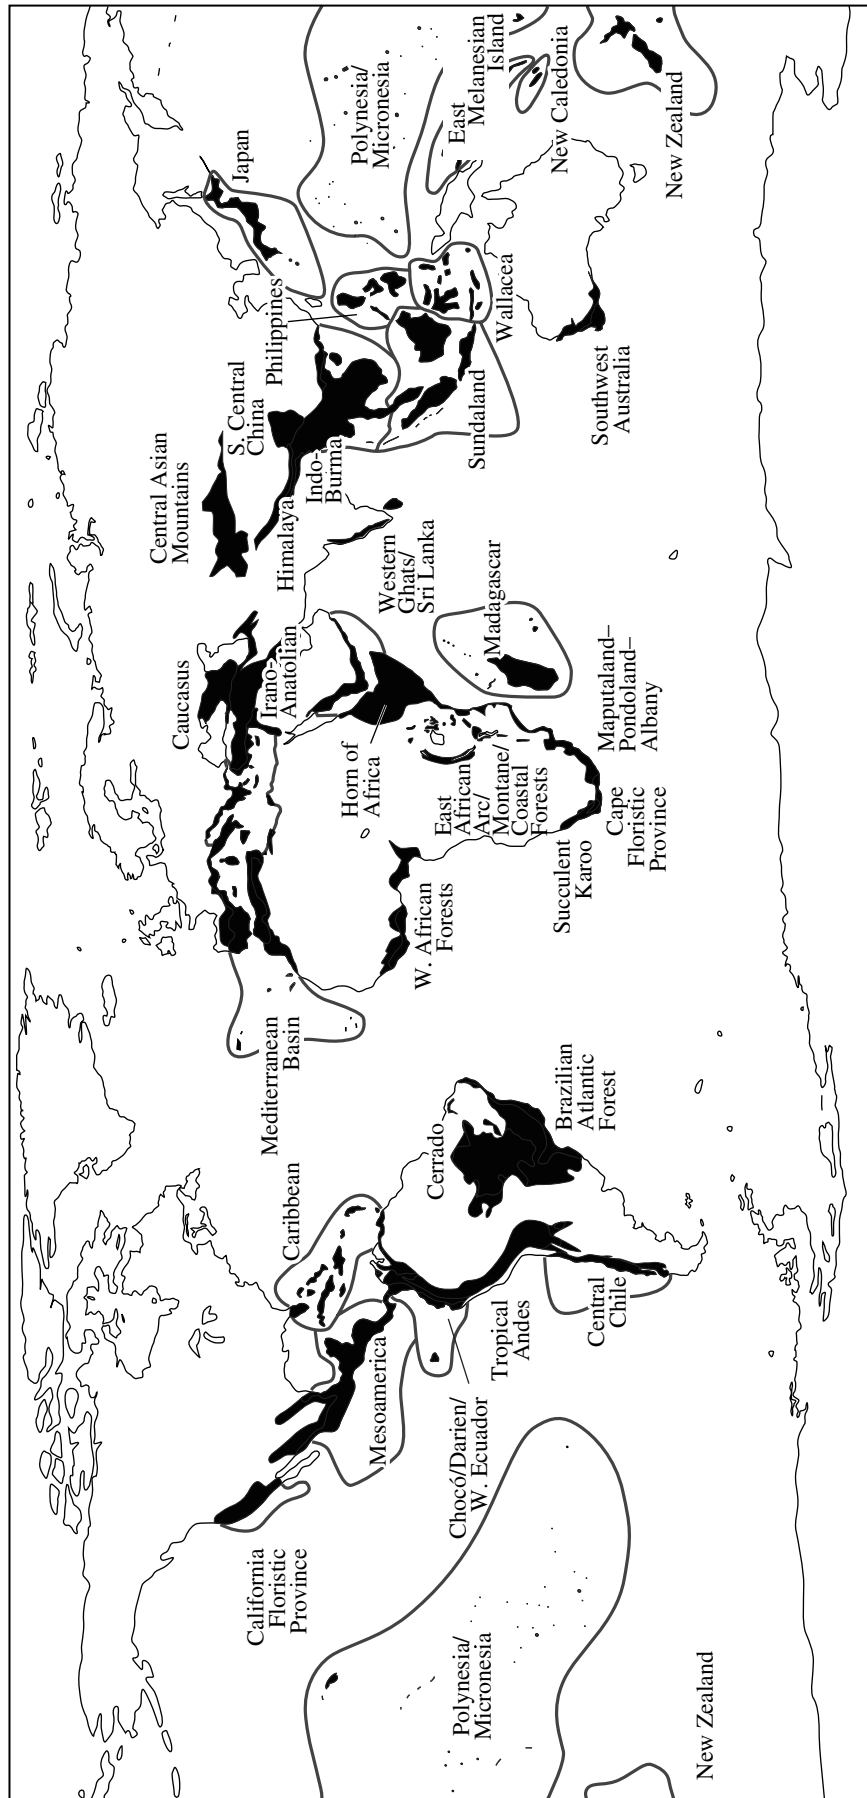 California
Floristic
Province
Polynesia/
Micronesia
New Zealand
Mesoamerica
Chocó/Darien/
W. Ecuador
Caribbean
Tropical
Andes
Central
Chile
Cerrado
Brazilian
Atlantic
Forest
Mediterranean
Basin
W. African
Forests
Succulent
Karoo
Cape
Floristic
Province
Caucasus
Irano-
Anatolian
Horn of
Africa
East
African
Arc/
Montane/
Coastal
Forests
Maputaland–
Pondoland–
Albany
Madagascar
Central Asian
Mountains
Himalaya
Western
Ghats/
Sri Lanka
S. Central
China
Indo-
Burma
Philippines
Sundaland
Wallacea
Southwest
Australia
Japan
Polynesia/
Micronesia
East
Melanesian
Island
New Caledonia
New Zealand